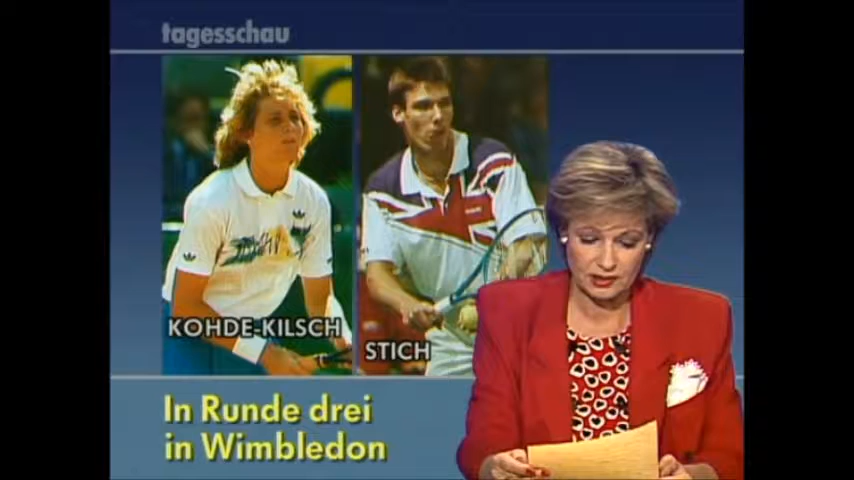 tagesschau
KOHDE-KILSCH
STICH
In Runde drei
in Wimbledon